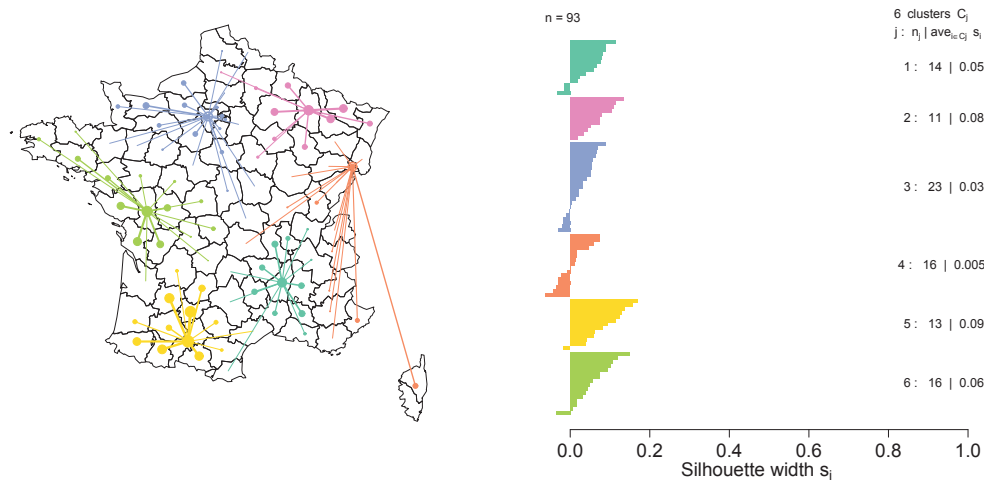 n = 93
6 clusters Cj
j : nj | avei∈Cj si
1 : 14 | 0.05
2 : 11 | 0.08
3 : 23 | 0.03
4 : 16 | 0.005
5 : 13 | 0.09
6 : 16 | 0.06
0.0 0.2 0.4 0.6 0.8 1.0
Silhouette width si